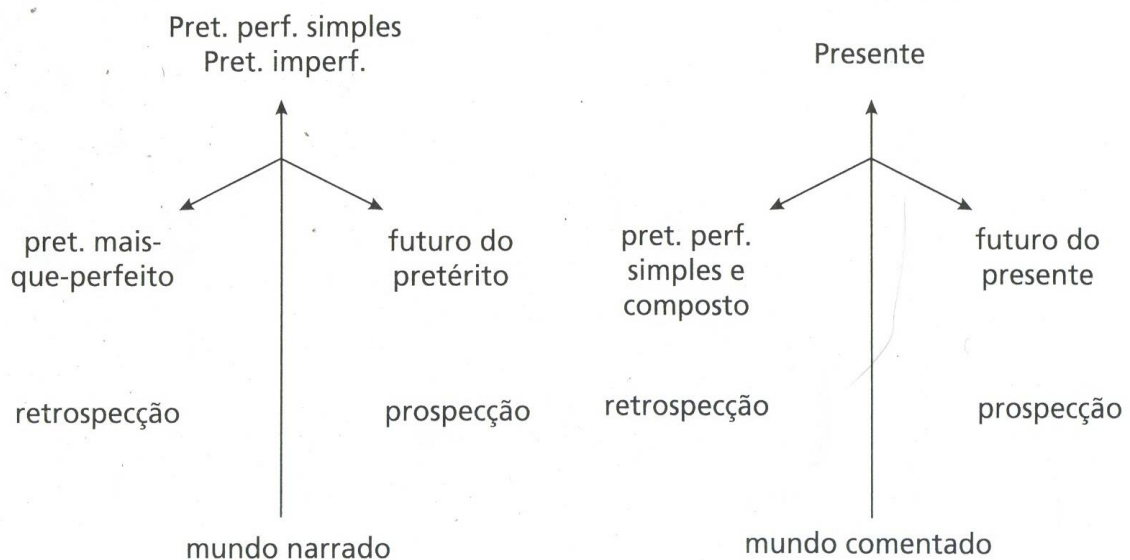 Pret. perf. simples
Pret. imperf.
pret. mais-
que-perfeito
futuro do
pretérito
retrospecção
prospecção
mundo narrado
Presente
pret. perf.
simples e
composto
futuro do
presente
retrospecção
prospecção
mundo comentado